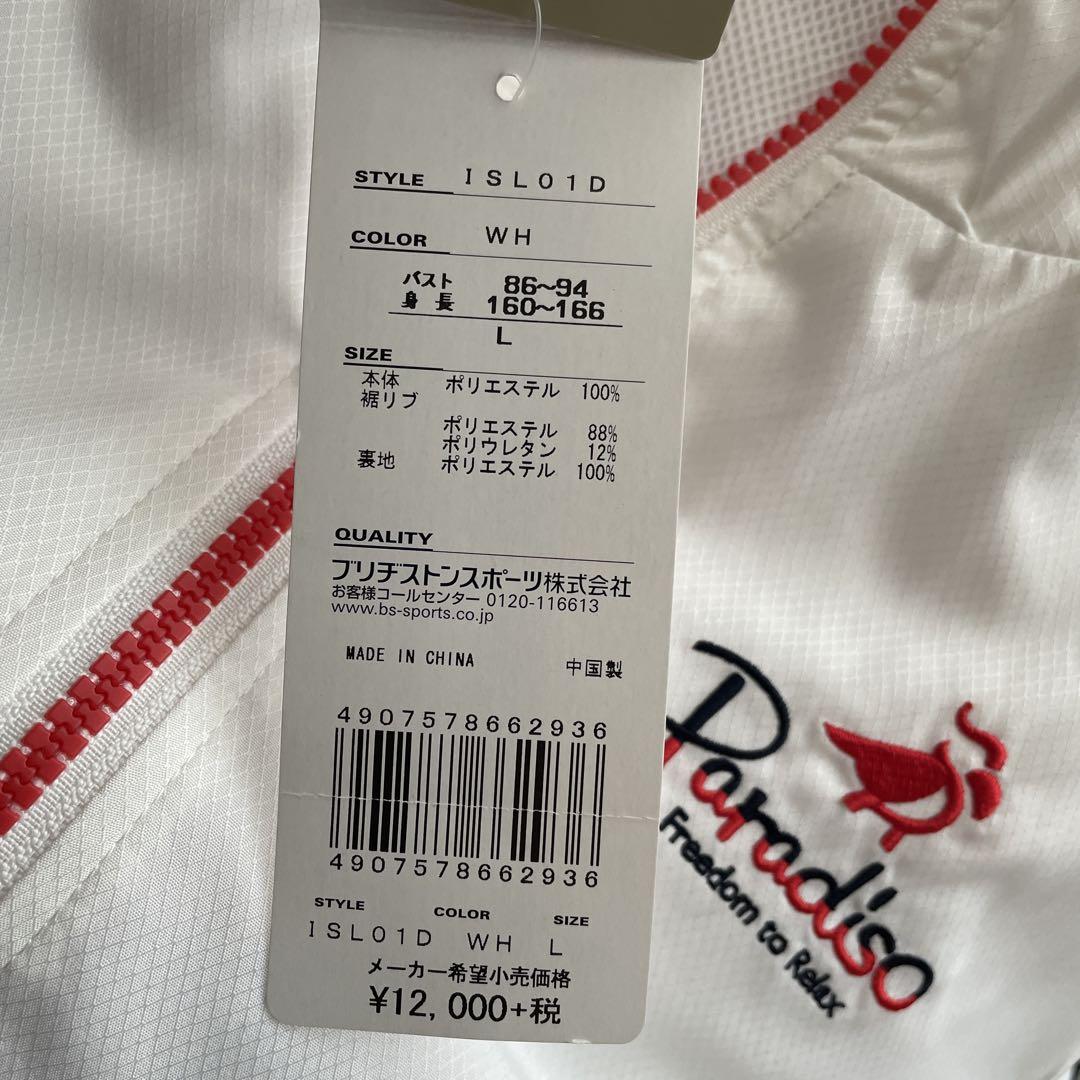 STYLE ISL01D
COLOR WH
バスト 86～94
身長 160～166
L
SIZE
本体 ポリエステル 100%
裾リブ
ポリエステル 88%
ポリウレタン 12%
裏地 ポリエステル 100%
QUALITY
ブリヂストンスポーツ株式会社
お客様コールセンター 0120-116613
www.bs-sports.co.jp
MADE IN CHINA 中国製
4907578662936
4907578662936
STYLE COLOR SIZE
ISL01D WH L
メーカー希望小売価格
¥12,000+税
Paradiso
Freedom to Relax